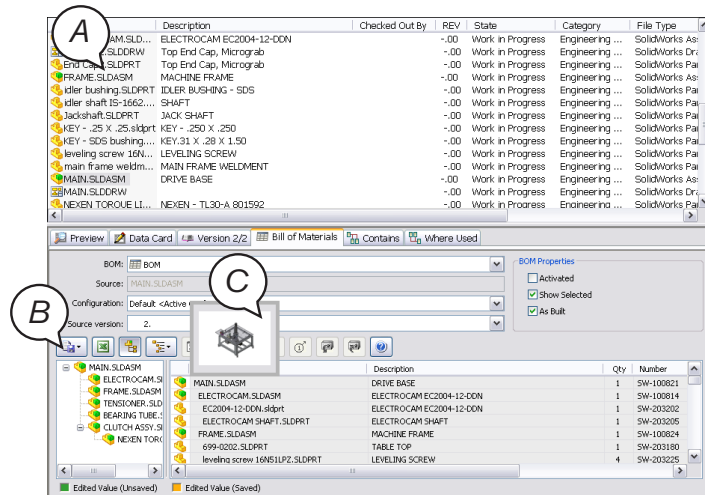 Description Checked Out By REV State Category File Type
AM.SLD... ELECTROCAM EC2004-12-DDN -.00 Work in Progress Engineering ... SolidWorks As
A
.SLDDRW Top End Cap, Micrograb -.00 Work in Progress Engineering ... SolidWorks Dra
End Cap .SLDPRT Top End Cap, Micrograb -.00 Work in Progress Engineering ... SolidWorks Pa
FRAME.SLDASM MACHINE FRAME -.00 Work in Progress Engineering ... SolidWorks As
idler bushing.SLDPRT IDLER BUSHING - SDS -.00 Work in Progress Engineering ... SolidWorks Pa
idler shaft IS-1662.... SHAFT -.00 Work in Progress Engineering ... SolidWorks Pa
Jackshaft.SLDPRT JACK SHAFT -.00 Work in Progress Engineering ... SolidWorks Pa
KEY - .25 X .25.sldprt KEY - .250 X .250 -.00 Work in Progress Engineering ... SolidWorks Pa
KEY - SDS bushing.... KEY.31 X .28 X 1.50 -.00 Work in Progress Engineering ... SolidWorks Pa
leveling screw 16N... LEVELING SCREW -.00 Work in Progress Engineering ... SolidWorks Pa
main frame weldm... MAIN FRAME WELDMENT -.00 Work in Progress Engineering ... SolidWorks Pa
MAIN.SLDASM DRIVE BASE -.00 Work in Progress Engineering ... SolidWorks As
MAIN.SLDDRW -.00 Work in Progress Engineering ... SolidWorks Dra
NEXEN TORQUE LI... NEXEN - TL30-A 801592 -.00 Work in Progress Engineering ... SolidWorks Pa
Preview Data Card Version 2/2 Bill of Materials Contains Where Used
BOM: BOM BOM Properties
Source: MAIN.SLDASM Activated
C
Configuration: Default <Active Show Selected
B
Source version: 2. As Built
MAIN.SLDASM Description Qty Number
ELECTROCAM.SI MAIN.SLDASM DRIVE BASE 1 SW-100821
FRAME.SLDASM ELECTROCAM.SLDASM ELECTROCAM EC2004-12-DDN 1 SW-100814
TENSIONER.SLD EC2004-12-DDN.sldprt ELECTROCAM EC2004-12-DDN 1 SW-203202
BEARING TUBE.S ELECTROCAM SHAFT.SLDPRT ELECTROCAM SHAFT 1 SW-203205
CLUTCH ASSY.SI FRAME.SLDASM MACHINE FRAME 1 SW-100824
NEXEN TORC 699-0202.SLDPRT TABLE TOP 1 SW-203180
leveling screw 16N51LPZ.SLDPRT LEVELING SCREW 4 SW-203225
Edited Value (Unsaved) Edited Value (Saved)